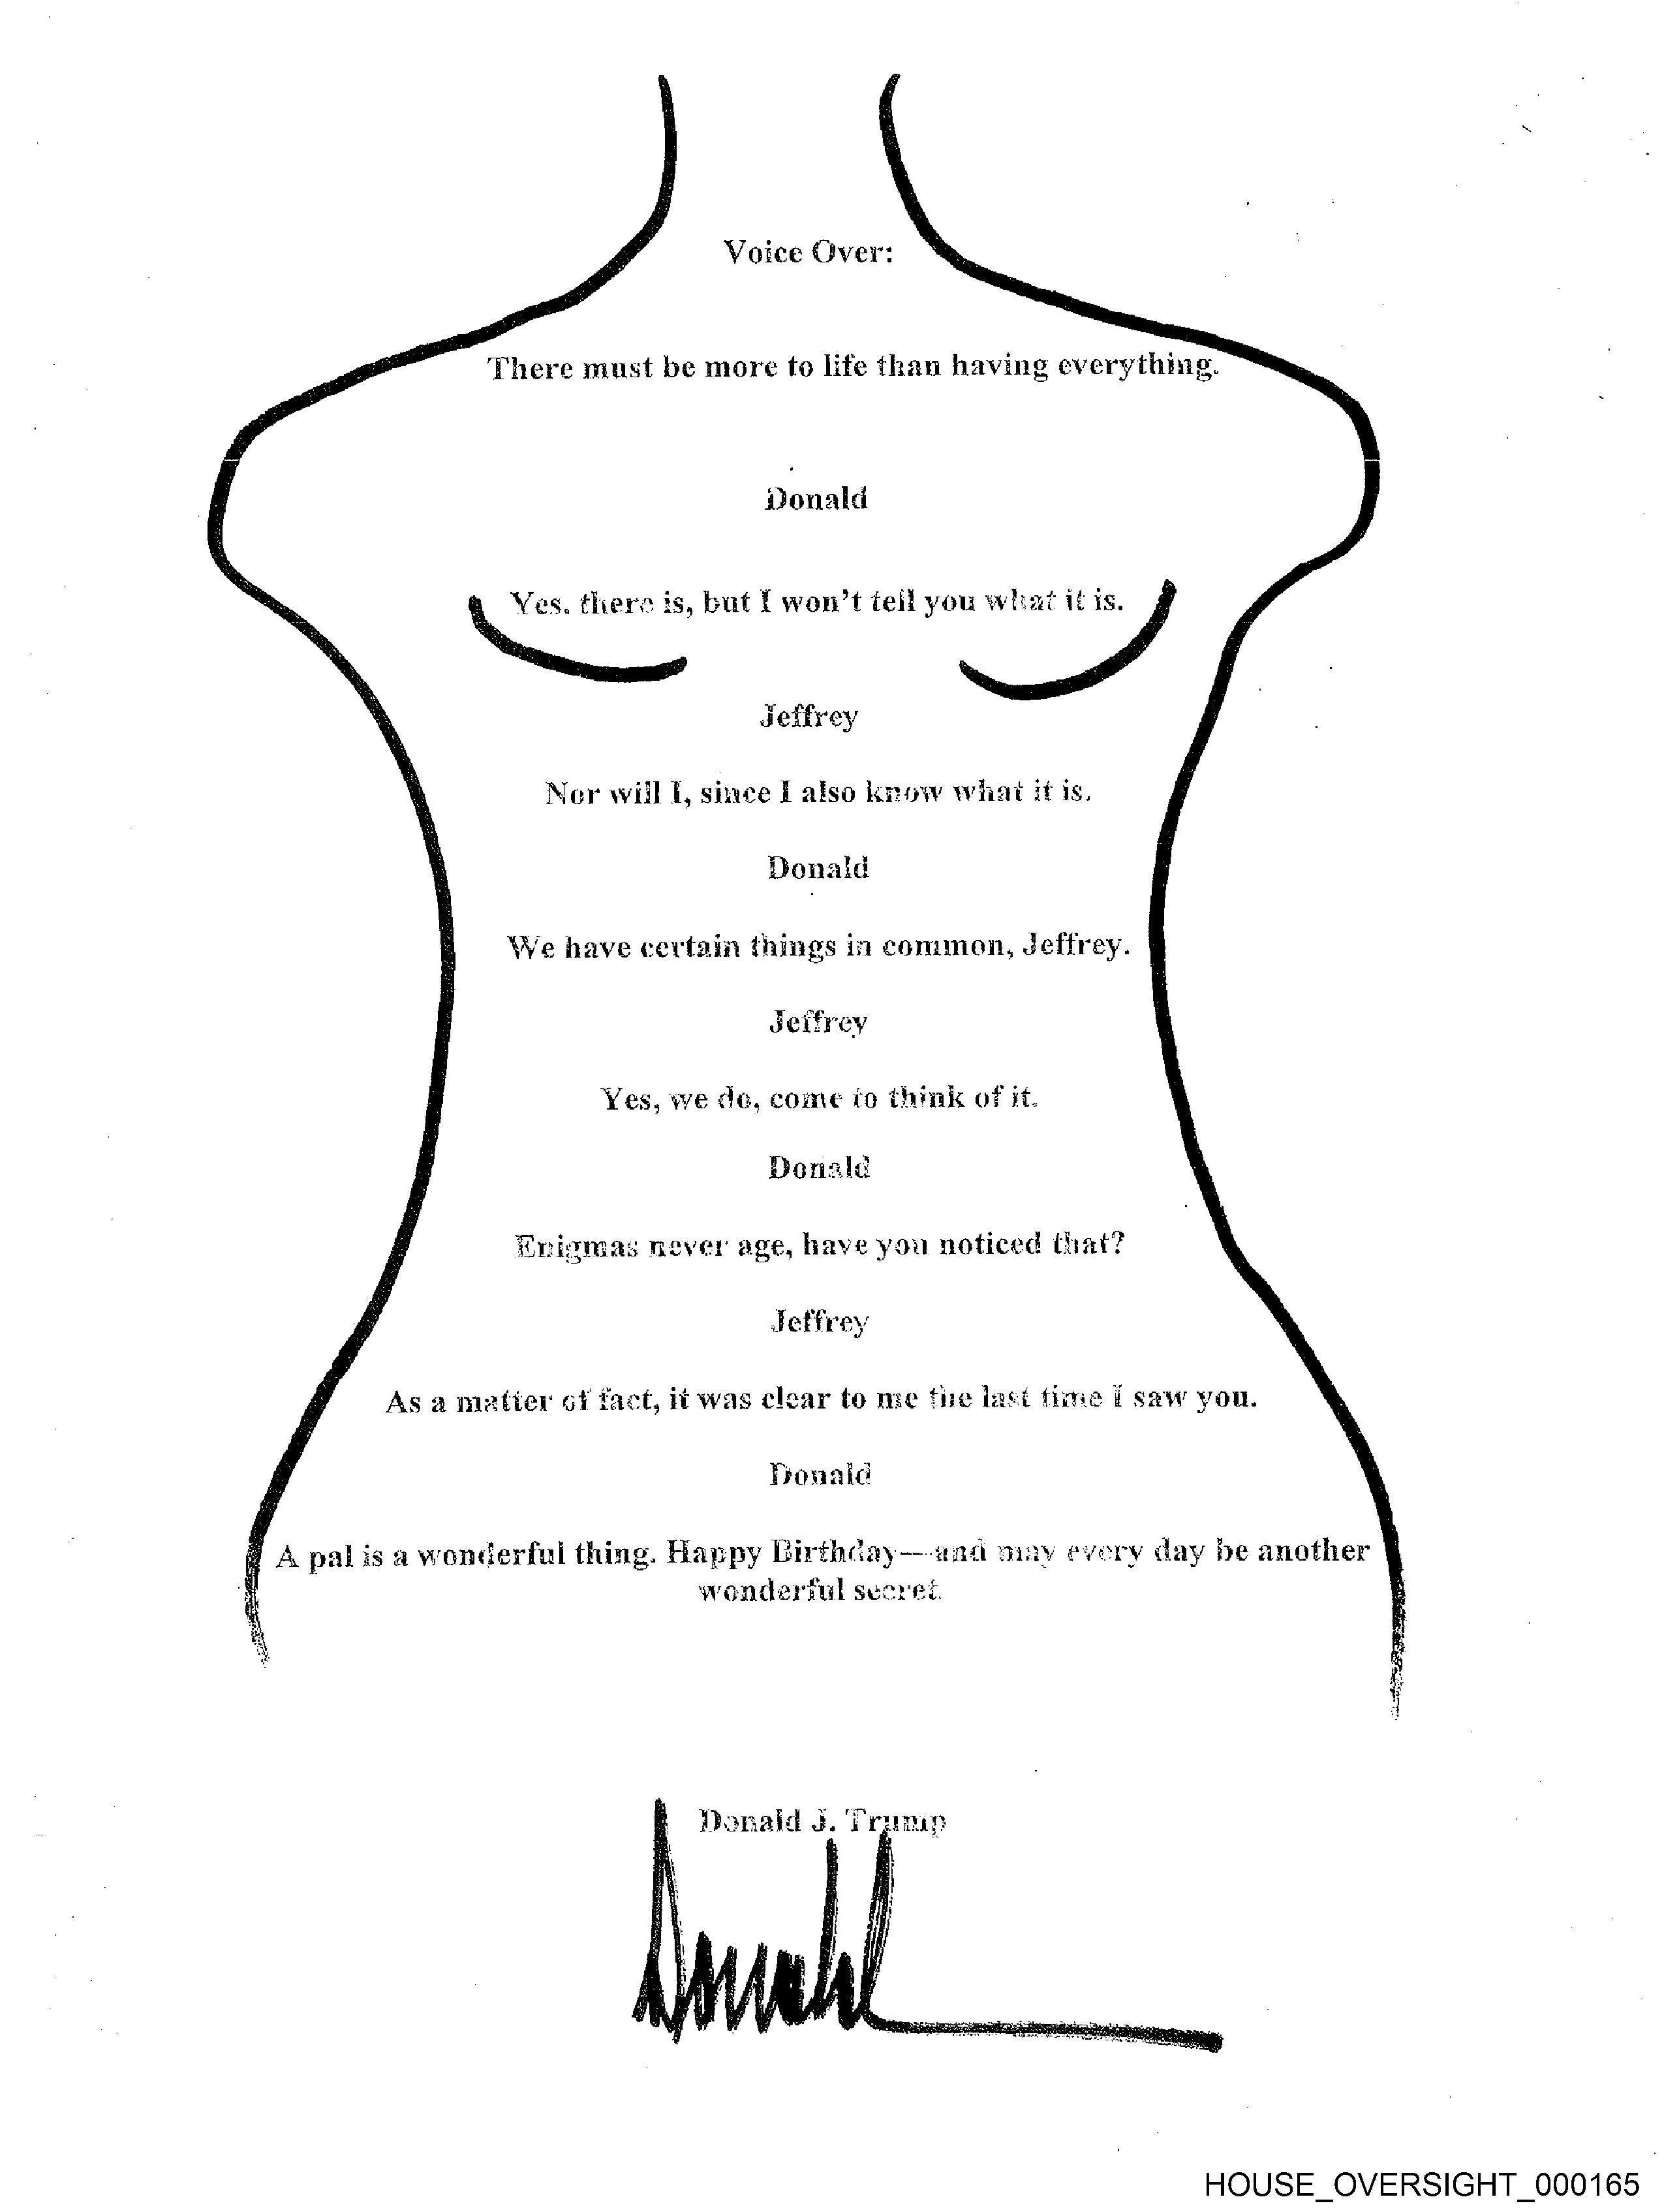 Voice Over:
There must be more to life than having everything.
Donald
Yes, there is, but I won't tell you what it is.
Jeffrey
Nor will I, since I also know what it is.
Donald
We have certain things in common, Jeffrey.
Jeffrey
Yes, we do, come to think of it.
Donald
Enigmas never age, have you noticed that?
Jeffrey
As a matter of fact, it was clear to me the last time I saw you.
Donald
A pal is a wonderful thing. Happy Birthday—and may every day be another
wonderful secret.
Donald J. Trump
Donald
HOUSE_OVERSIGHT_000165